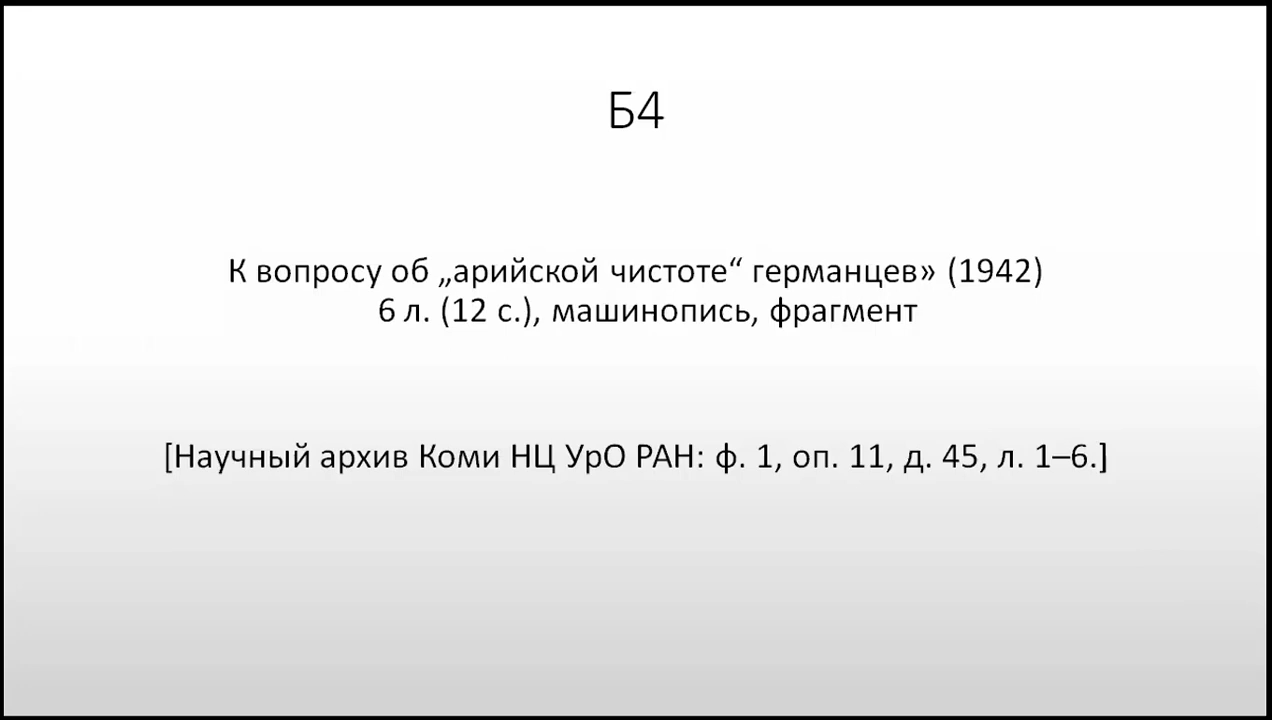 Б4
К вопросу об „арийской чистоте“ германцев» (1942)
6 л. (12 с.), машинопись, фрагмент
[Научный архив Коми НЦ УрО РАН: ф. 1, оп. 11, д. 45, л. 1–6.]